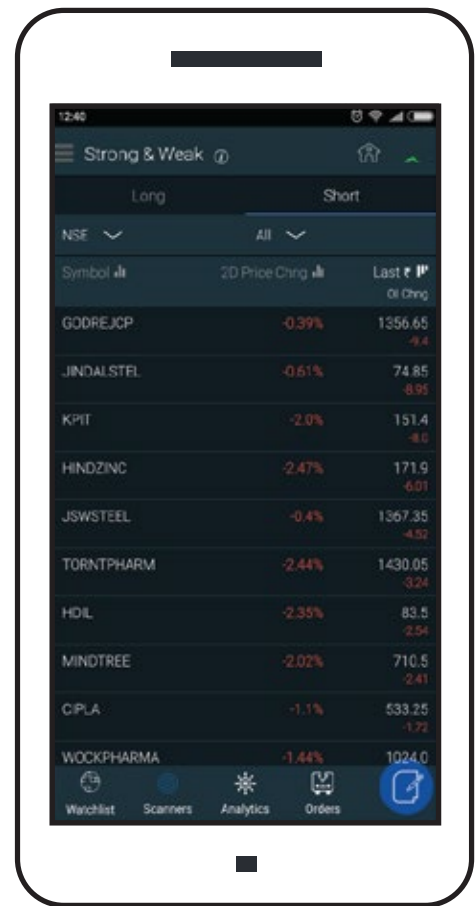 12:40
Strong & Weak
Long Short
NSE All
Symbol 2D Price Chng Last ₹
OI Chng
GODREJCP -0.39% 1356.65
-9.4
JINDALSTEL -0.61% 74.85
-8.95
KPIT -2.0% 151.4
-8.0
HINDZINC -2.47% 171.9
-6.01
JSWSTEEL -0.4% 1367.35
-4.52
TORNTPHARM -2.44% 1430.05
-3.24
HDIL -2.35% 83.5
-2.54
MINDTREE -2.02% 710.5
-2.41
CIPLA -1.1% 533.25
-1.72
WOCKPHARMA -1.44% 1024.0
Watchlist Scanners Analytics Orders